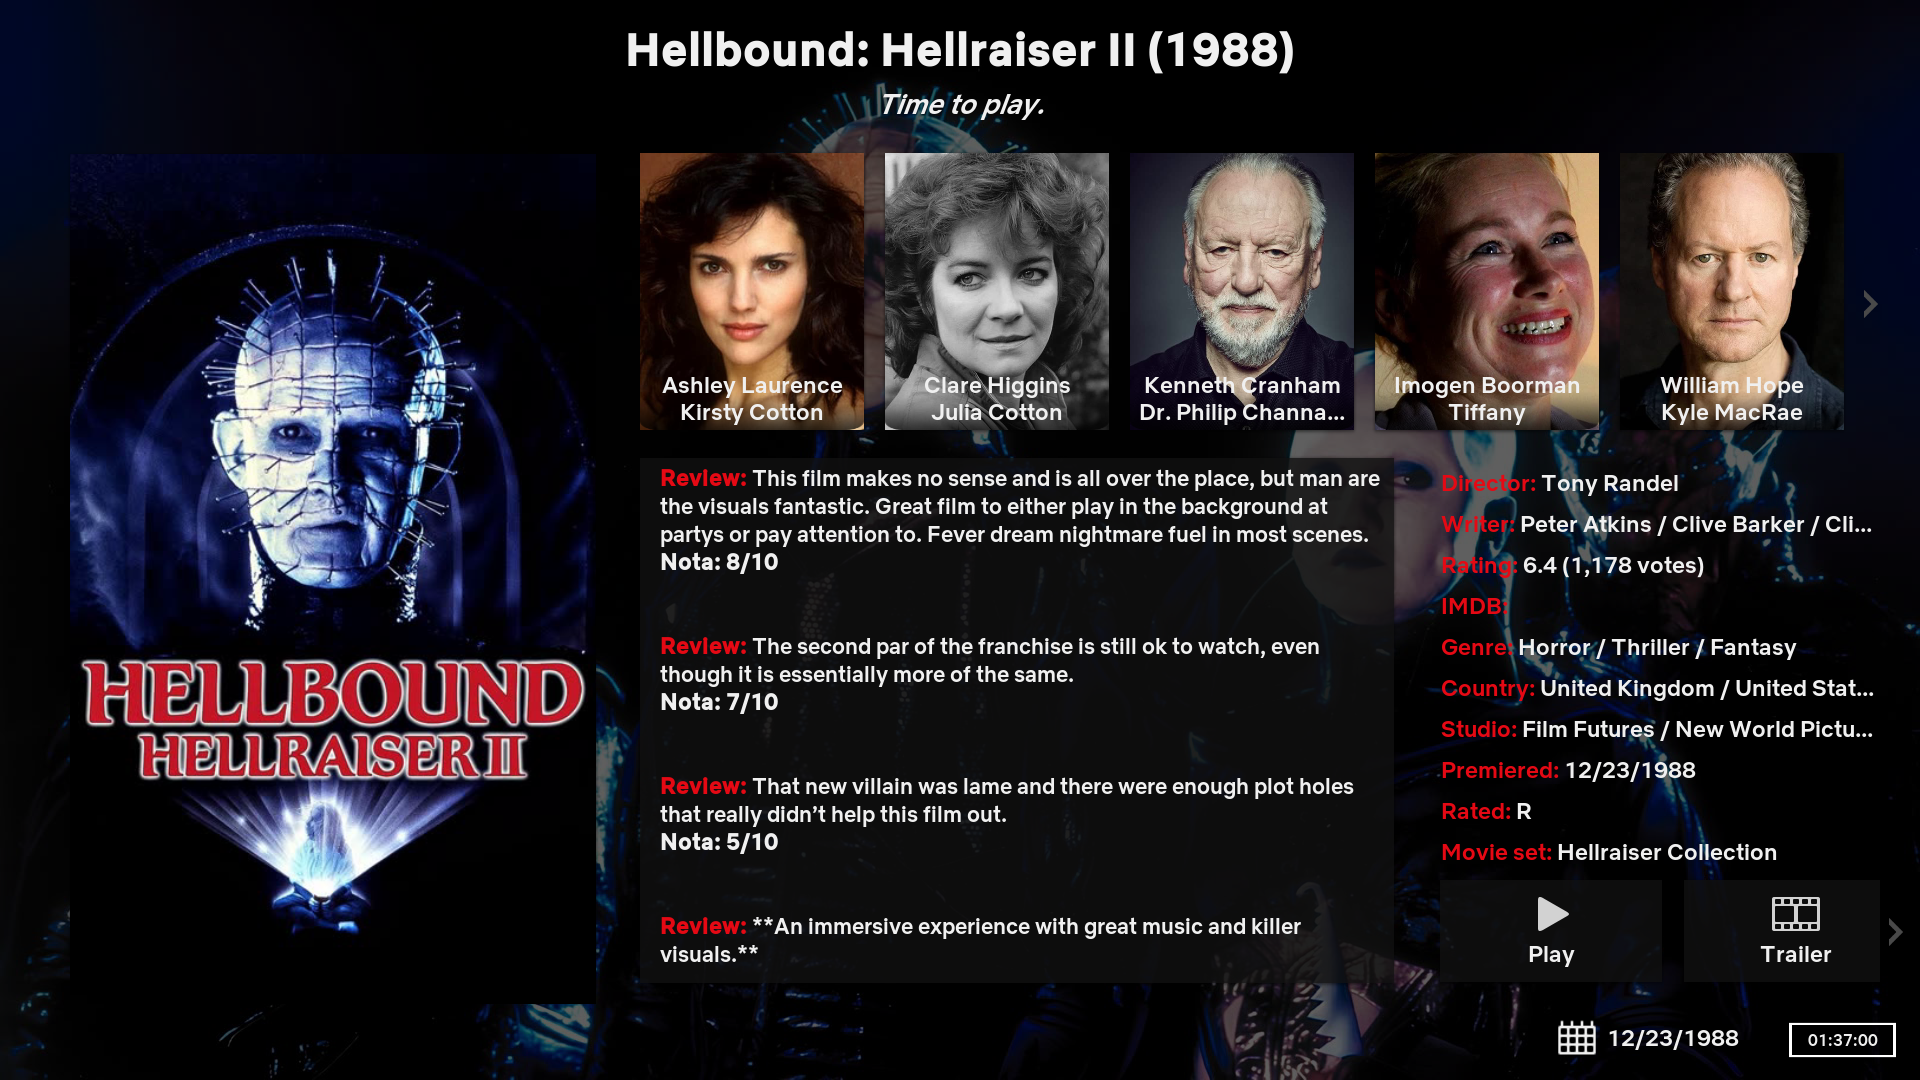 Hellbound: Hellraiser II (1988)
Time to play.
Ashley Laurence
Kirsty Cotton
Clare Higgins
Julia Cotton
Kenneth Cranham
Dr. Philip Channa...
Imogen Boorman
Tiffany
William Hope
Kyle MacRae
HELLBOUND
HELLRAISER II
Review: This film makes no sense and is all over the place, but man are
the visuals fantastic. Great film to either play in the background at
partys or pay attention to. Fever dream nightmare fuel in most scenes.
Nota: 8/10
Review: The second par of the franchise is still ok to watch, even
though it is essentially more of the same.
Nota: 7/10
Review: That new villain was lame and there were enough plot holes
that really didn’t help this film out.
Nota: 5/10
Review: **An immersive experience with great music and killer
visuals.**
Director: Tony Randel
Writer: Peter Atkins / Clive Barker / Cli...
Rating: 6.4 (1,178 votes)
IMDB:
Genre: Horror / Thriller / Fantasy
Country: United Kingdom / United Stat...
Studio: Film Futures / New World Pictu...
Premiered: 12/23/1988
Rated: R
Movie set: Hellraiser Collection
Play
Trailer
12/23/1988
01:37:00